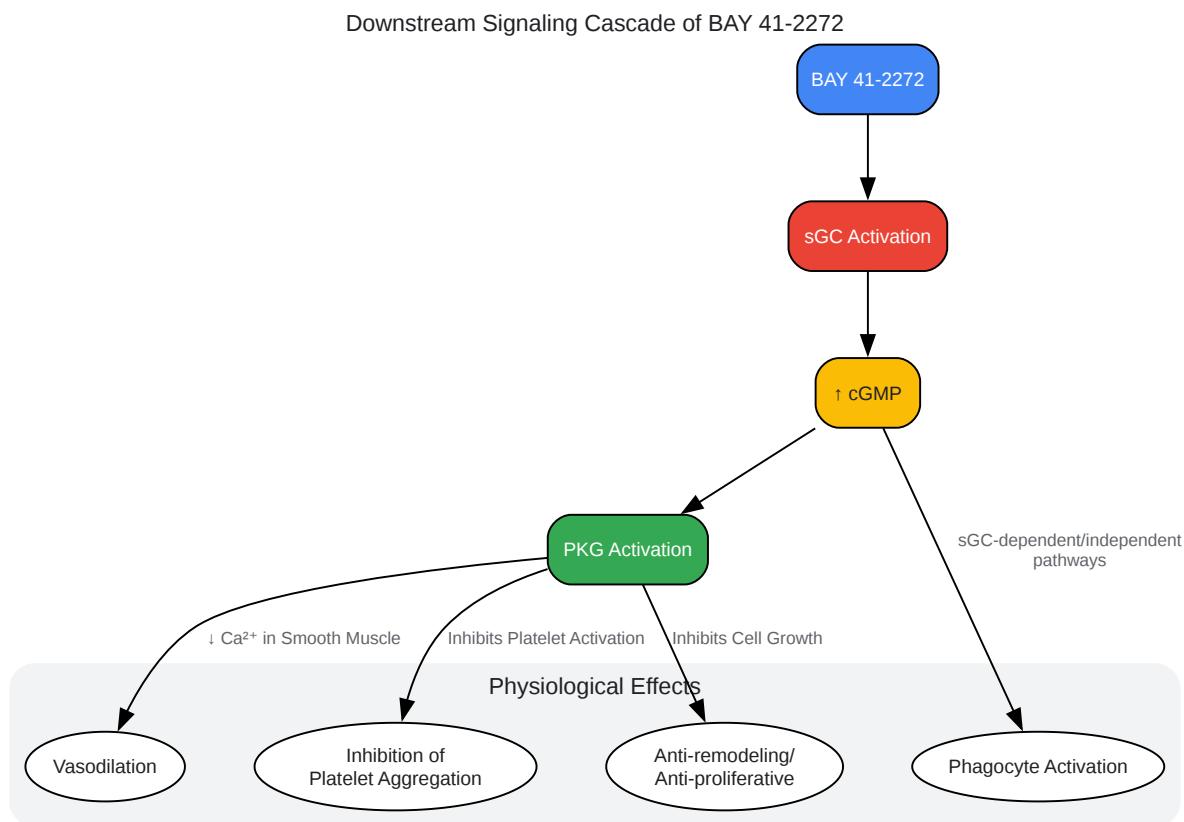 Downstream Signaling Cascade of BAY 41-2272
BAY 41-2272
sGC Activation
↑ cGMP
PKG Activation
sGC-dependent/independent
pathways
↓ Ca²⁺ in Smooth Muscle
Inhibits Platelet Activation
Inhibits Cell Growth
Physiological Effects
Vasodilation
Inhibition of
Platelet Aggregation
Anti-remodeling/
Anti-proliferative
Phagocyte Activation